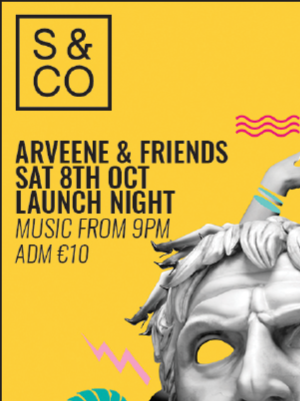 S &
CO
ARVEENE & FRIENDS
SAT 8TH OCT
LAUNCH NIGHT
MUSIC FROM 9PM
ADM €10